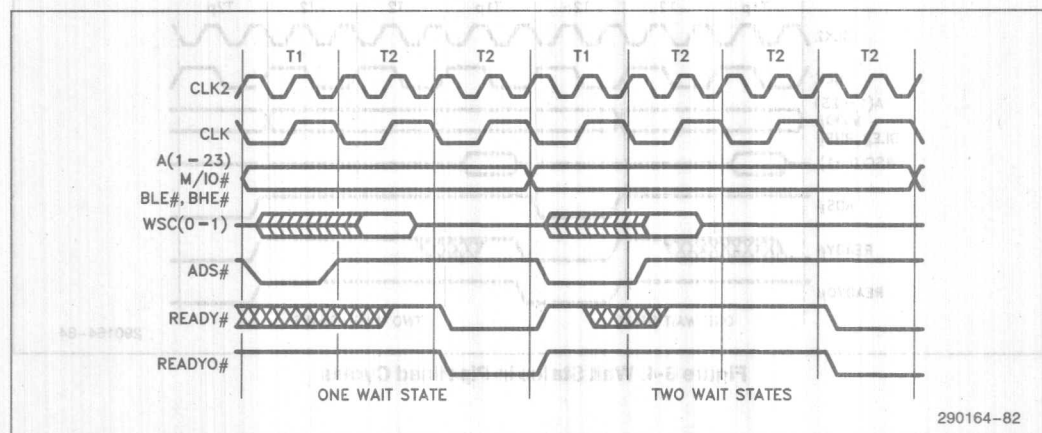 T1 T2 T2 T1 T2 T2 T2
CLK2
CLK
A(1-23)
M/IO#
BLE#, BHE#
WSC(0-1)
ADS#
READY#
READYO#
ONE WAIT STATE TWO WAIT STATES
290164-82